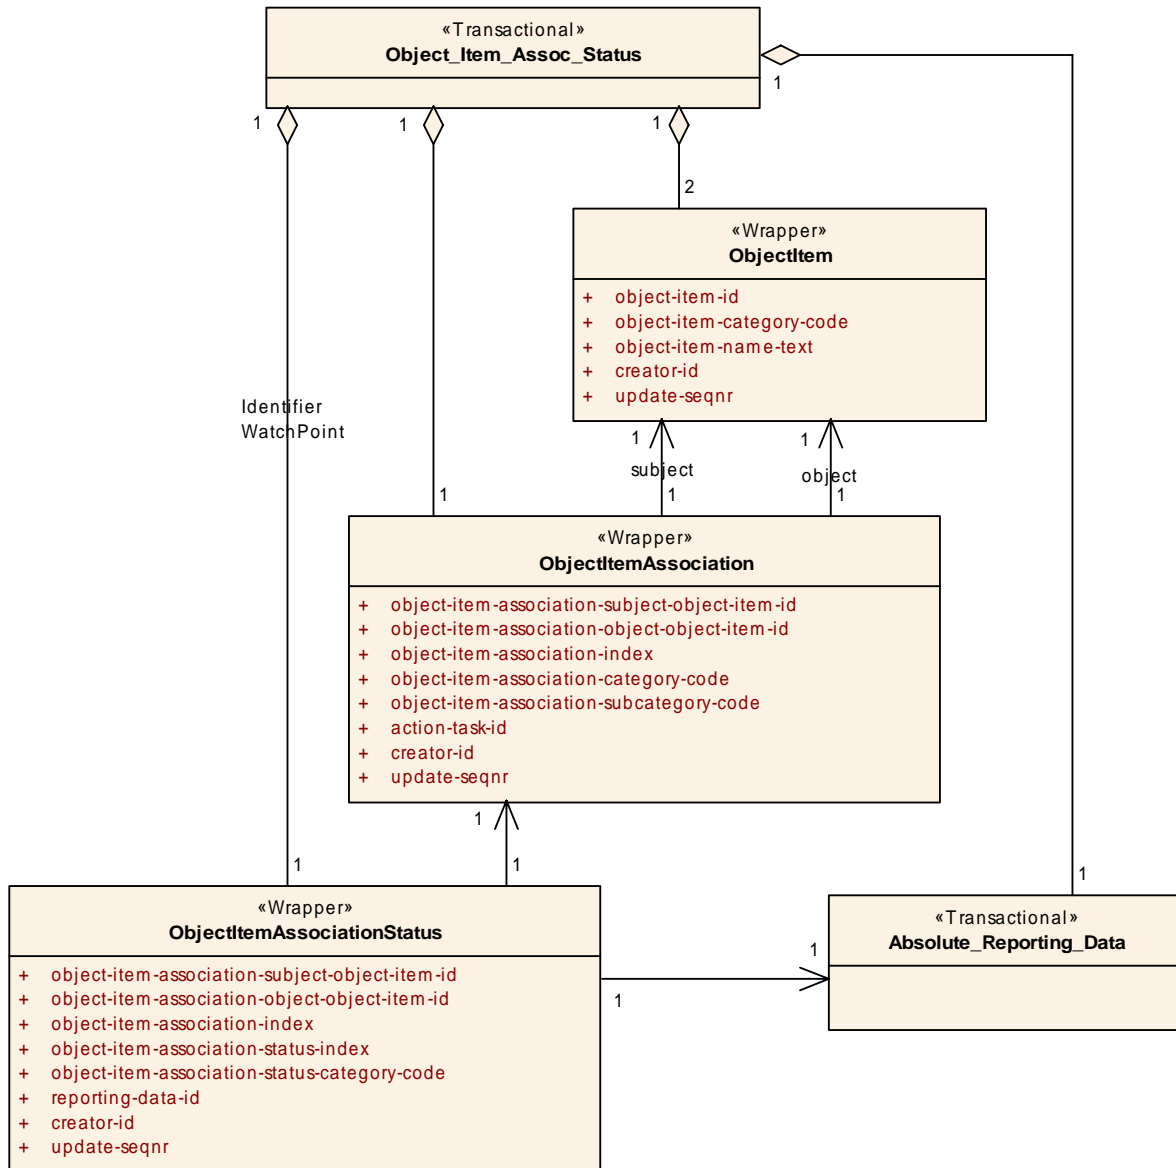 «Transactional»
Object_Item_Assoc_Status
1
1
1
1
2
«Wrapper»
ObjectItem
+ object-item-id
+ object-item-category-code
+ object-item-name-text
+ creator-id
+ update-seqnr
Identifier
WatchPoint
1
1
subject
object
1
1
1
«Wrapper»
ObjectItemAssociation
+ object-item-association-subject-object-item-id
+ object-item-association-object-object-item-id
+ object-item-association-index
+ object-item-association-category-code
+ object-item-association-subcategory-code
+ action-task-id
+ creator-id
+ update-seqnr
1
1
1
1
«Wrapper»
ObjectItemAssociationStatus
+ object-item-association-subject-object-item-id
+ object-item-association-object-object-item-id
+ object-item-association-index
+ object-item-association-status-index
+ object-item-association-status-category-code
+ reporting-data-id
+ creator-id
+ update-seqnr
«Transactional»
Absolute_Reporting_Data
1
1